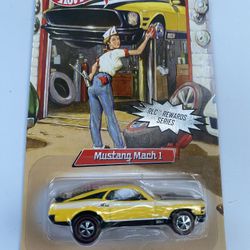 RLC REWARDS
SERIES
Mustang Mach 1